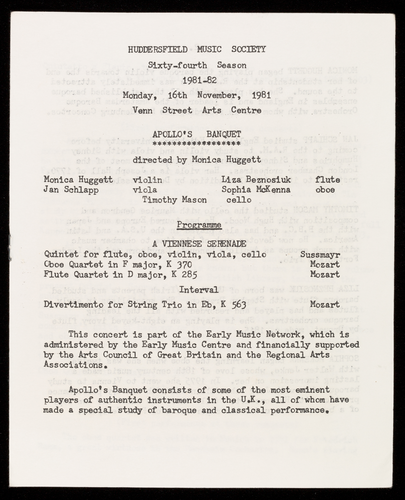 HUDDERSFIELD MUSIC SOCIETY
Sixty-fourth Season
1981-82
Monday, 16th November, 1981
Venn Street Arts Centre
APOLLO'S BANQUET
******************
directed by Monica Huggett
Monica Huggett violin Liza Beznosiuk flute
Jan Schlapp viola Sophia McKenna oboe
Timothy Mason cello
Programme
A VIENNESE SERENADE
Quintet for flute, oboe, violin, viola, cello Sussmayr
Oboe Quartet in F major, K 370 Mozart
Flute Quartet in D major, K 285 Mozart
Interval
Divertimento for String Trio in Eb, K 563 Mozart
This concert is part of the Early Music Network, which is
administered by the Early Music Centre and financially supported
by the Arts Council of Great Britain and the Regional Arts
Associations.
Apollo's Banquet consists of some of the most eminent
players of authentic instruments in the U.K., all of whom have
made a special study of baroque and classical performance.